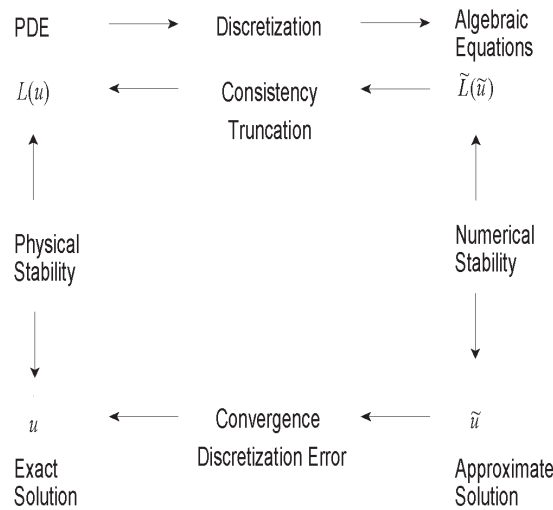 PDE Discretization Algebraic
Equations
L(u) Consistency L̃(ũ)
Truncation
Physical
Stability
Numerical
Stability
u Convergence ũ
Discretization Error
Exact
Solution
Approximate
Solution